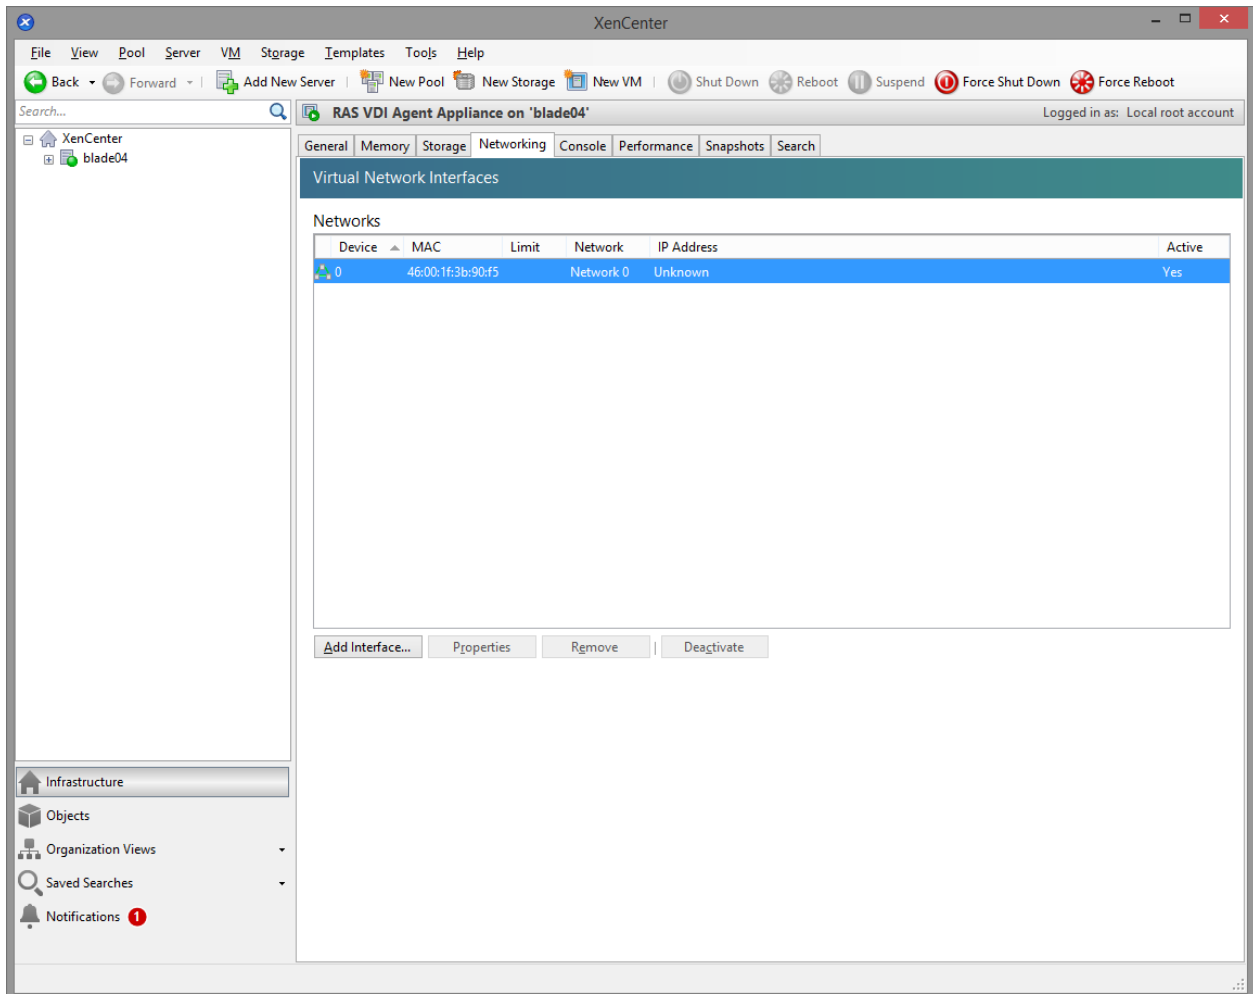 XenCenter
File View Pool Server VM Storage Templates Tools Help
Back Forward Add New Server New Pool New Storage New VM Shut Down Reboot Suspend Force Shut Down Force Reboot
Search...
RAS VDI Agent Appliance on 'blade04' Logged in as: Local root account
XenCenter
blade04
General Memory Storage Networking Console Performance Snapshots Search
Virtual Network Interfaces
Networks
Device MAC Limit Network IP Address Active
0 46:00:1f:3b:90:f5 Network 0 Unknown Yes
Add Interface... Properties Remove Deactivate
Infrastructure
Objects
Organization Views
Saved Searches
Notifications 1